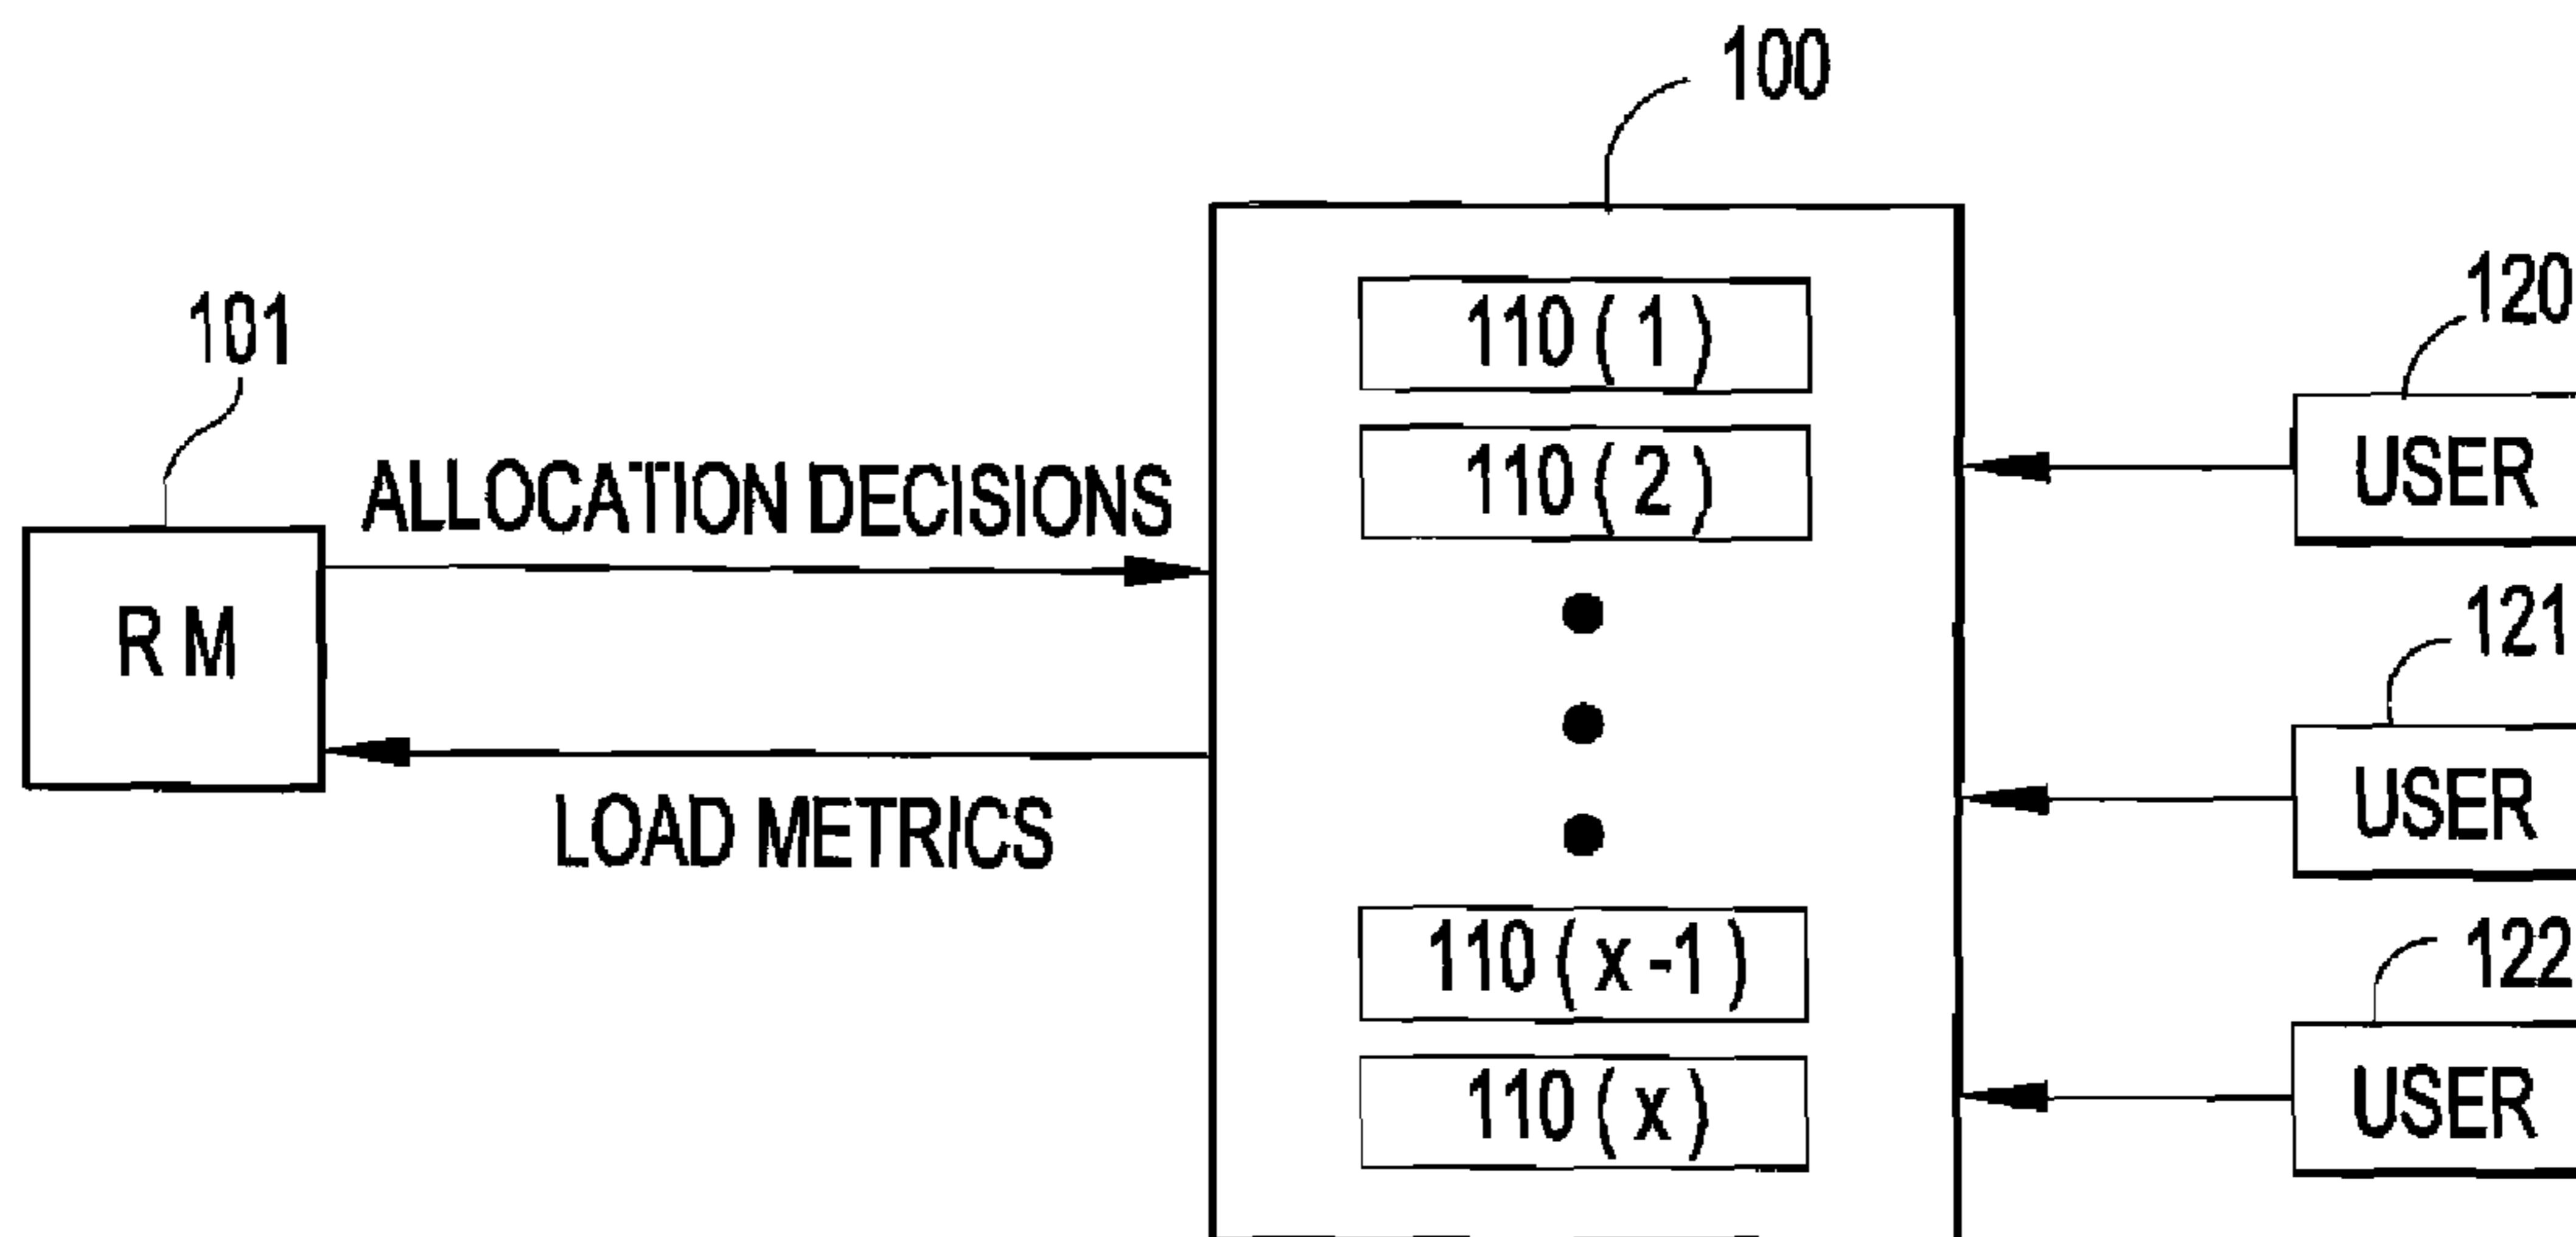 100
101
110 ( 1 )
120
110 ( 2 )
USER
ALLOCATION DECISIONS
R M
121
USER
LOAD METRICS
110 ( x -1 )
122
110 ( x )
USER